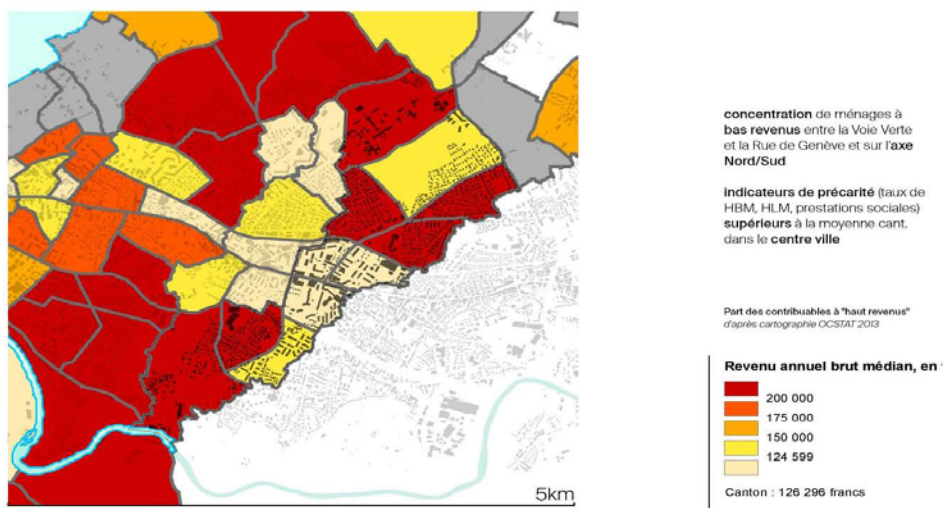 concentration de ménages à
bas revenus entre la Voie Verte
et la Rue de Genève et sur l'axe
Nord/Sud
indicateurs de précarité (taux de
HBM, HLM, prestations sociales)
supérieurs à la moyenne cant.
dans le centre ville
Part des contribuables à "haut revenus"
d'après cartographie OCSTAT 2013
Revenu annuel brut médian, en
200 000
175 000
150 000
124 599
Canton : 126 296 francs
5km